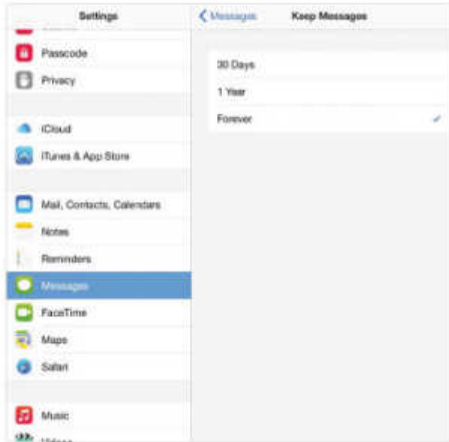 Settings
Passcode
Privacy
iCloud
iTunes & App Store
Mail, Contacts, Calendars
Notes
Reminders
Messages
FaceTime
Maps
Safari
Music
Messages
Keep Messages
30 Days
1 Year
Forever